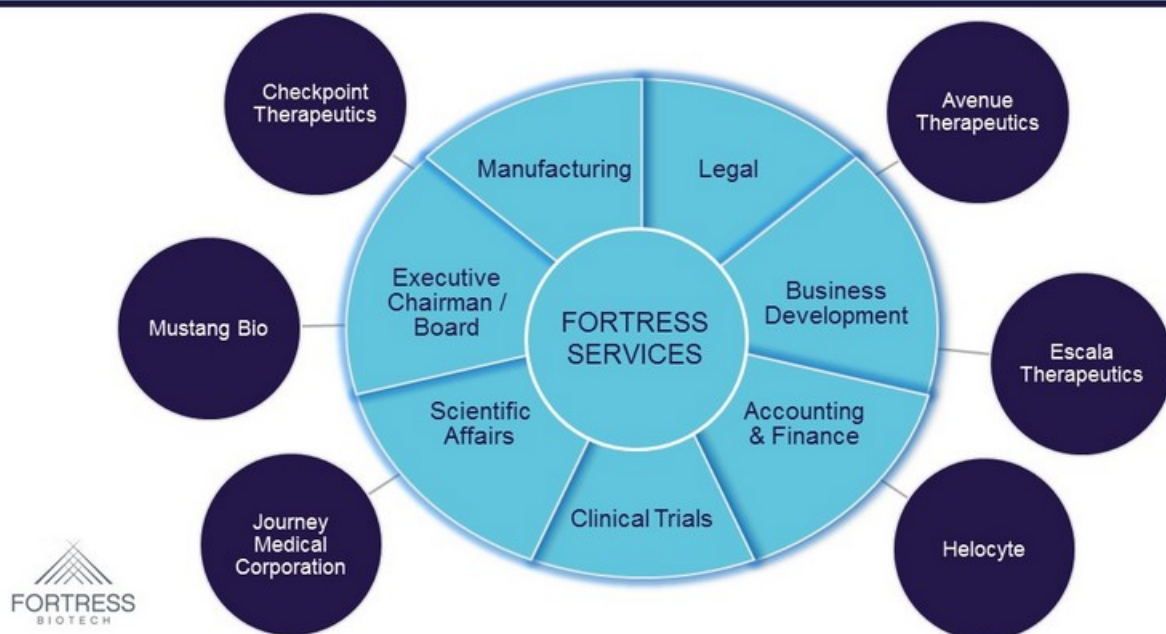 Checkpoint
Therapeutics
Avenue
Therapeutics
Manufacturing
Legal
Executive
Chairman /
Board
Business
Development
Mustang Bio
FORTRESS
SERVICES
Escala
Therapeutics
Scientific
Affairs
Accounting
& Finance
Clinical Trials
Journey
Medical
Corporation
Helocyte
FORTRESS
BIOTECH